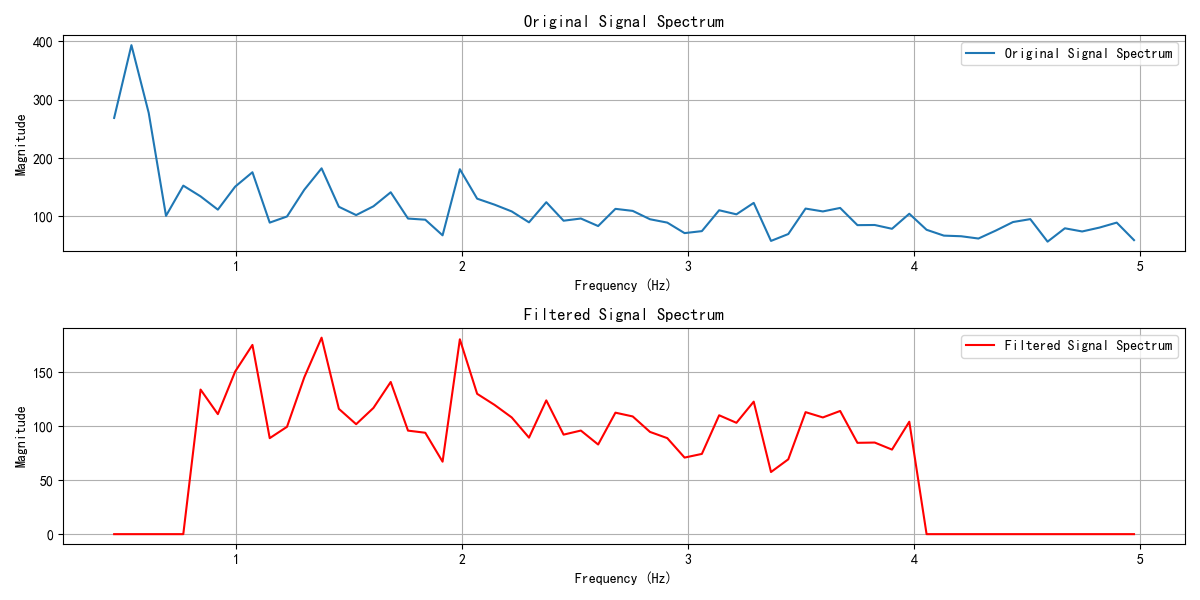 Original Signal Spectrum
400
300
200
100
Magnitude
Original Signal Spectrum
1 2 3 4 5
Frequency (Hz)
Filtered Signal Spectrum
150
100
50
0
Magnitude
Filtered Signal Spectrum
1 2 3 4 5
Frequency (Hz)